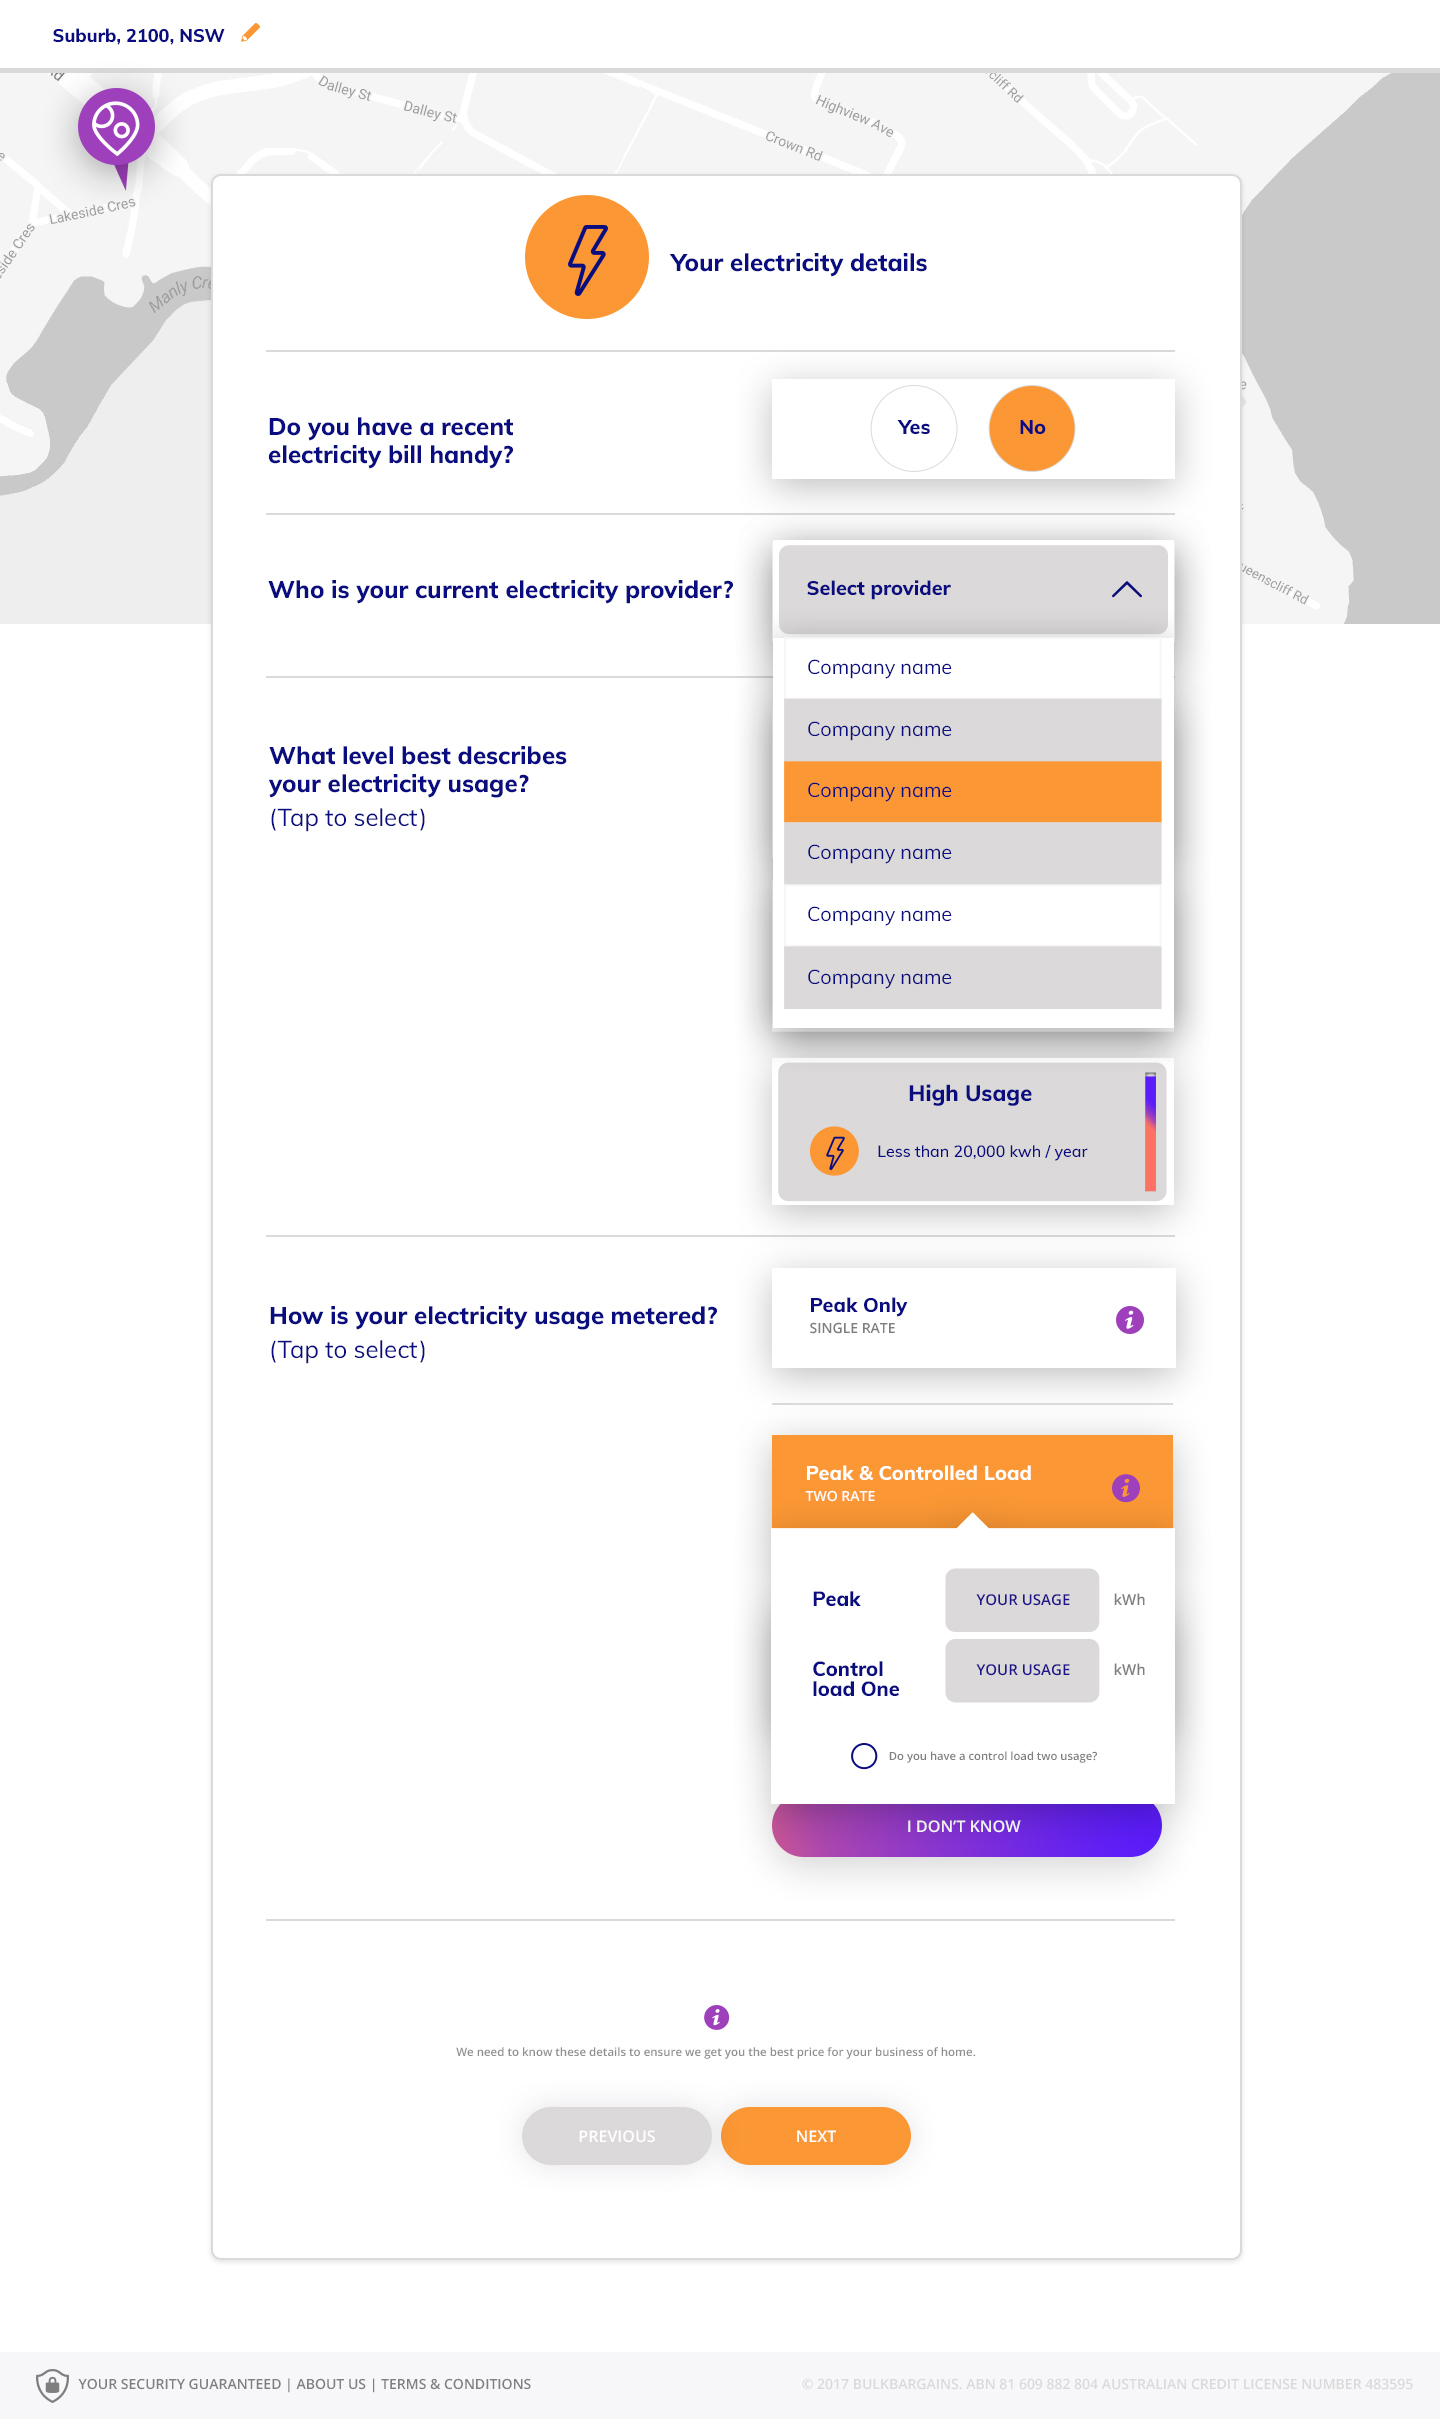 Suburb, 2100, NSW
Dalley St
Dalley St
Highview Ave
Crown Rd
cliff Rd
Lakeside Cres
side Cres
Manly Cre
Your electricity details
Do you have a recent
electricity bill handy?
Yes
No
Who is your current electricity provider?
Select provider
Company name
Company name
Company name
Company name
Company name
Company name
ueenscliff Rd
What level best describes
your electricity usage?
(Tap to select)
High Usage
Less than 20,000 kwh / year
How is your electricity usage metered?
(Tap to select)
Peak Only
SINGLE RATE
i
Peak & Controlled Load
TWO RATE
i
Peak
YOUR USAGE
kWh
Control
load One
YOUR USAGE
kWh
Do you have a control load two usage?
I DON'T KNOW
i
We need to know these details to ensure we get you the best price for your business of home.
PREVIOUS
NEXT
YOUR SECURITY GUARANTEED | ABOUT US | TERMS & CONDITIONS
© 2017 BULKBARGAINS. ABN 81 609 882 804 AUSTRALIAN CREDIT LICENSE NUMBER 483595